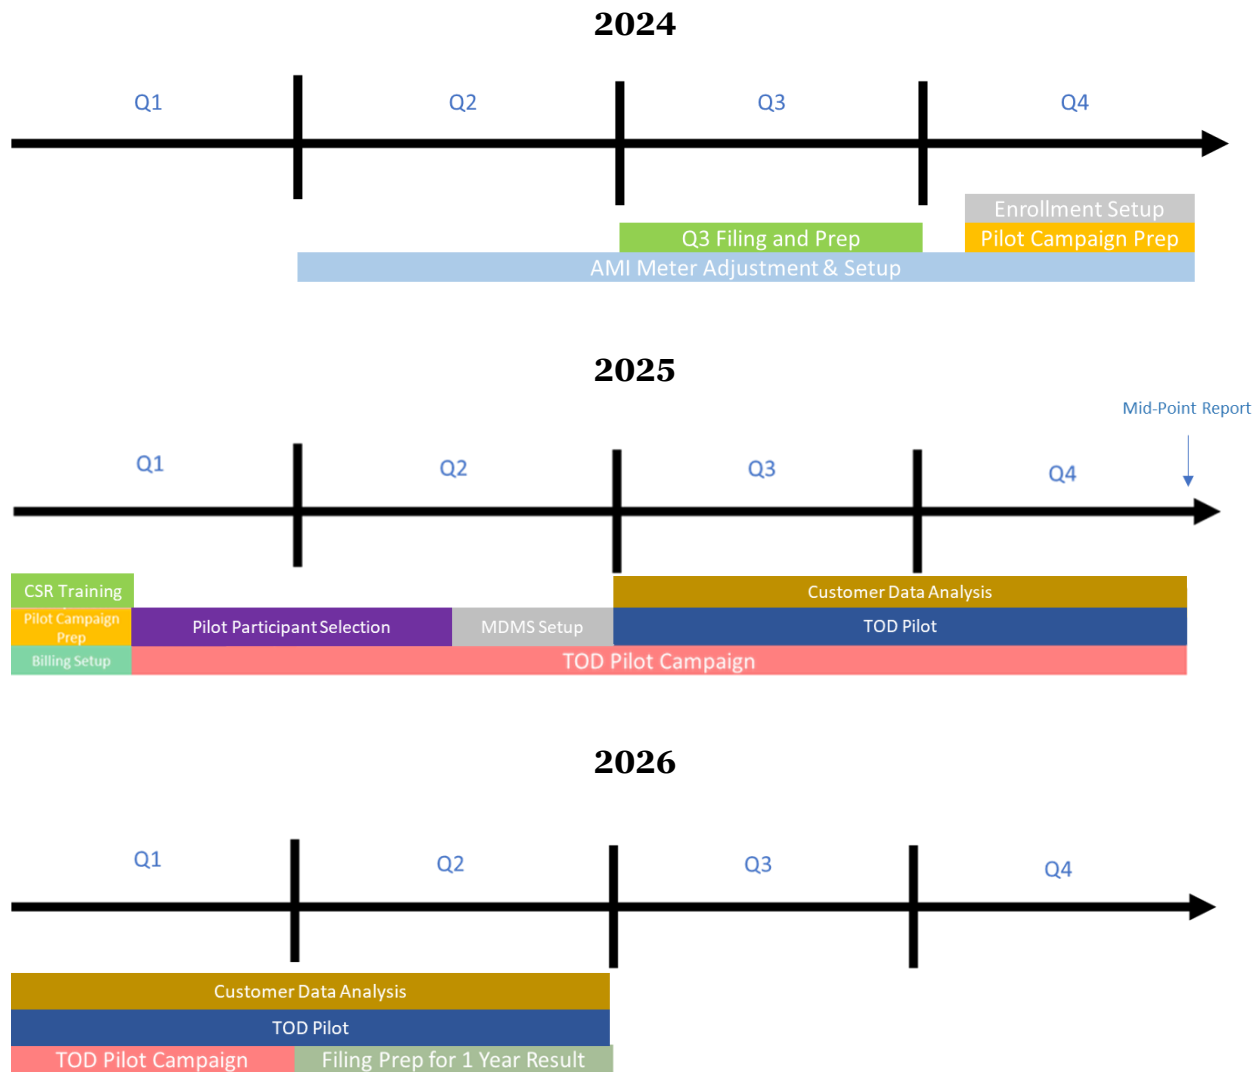 2024
Q1
Q2
Q3
Q4
Enrollment Setup
Q3 Filing and Prep
Pilot Campaign Prep
AMI Meter Adjustment & Setup
2025
Mid-Point Report
Q1
Q2
Q3
Q4
CSR Training
Customer Data Analysis
Pilot Campaign
Prep
Pilot Participant Selection
MDMS Setup
TOD Pilot
Billing Setup
TOD Pilot Campaign
2026
Q1
Q2
Q3
Q4
Customer Data Analysis
TOD Pilot
TOD Pilot Campaign
Filing Prep for 1 Year Result